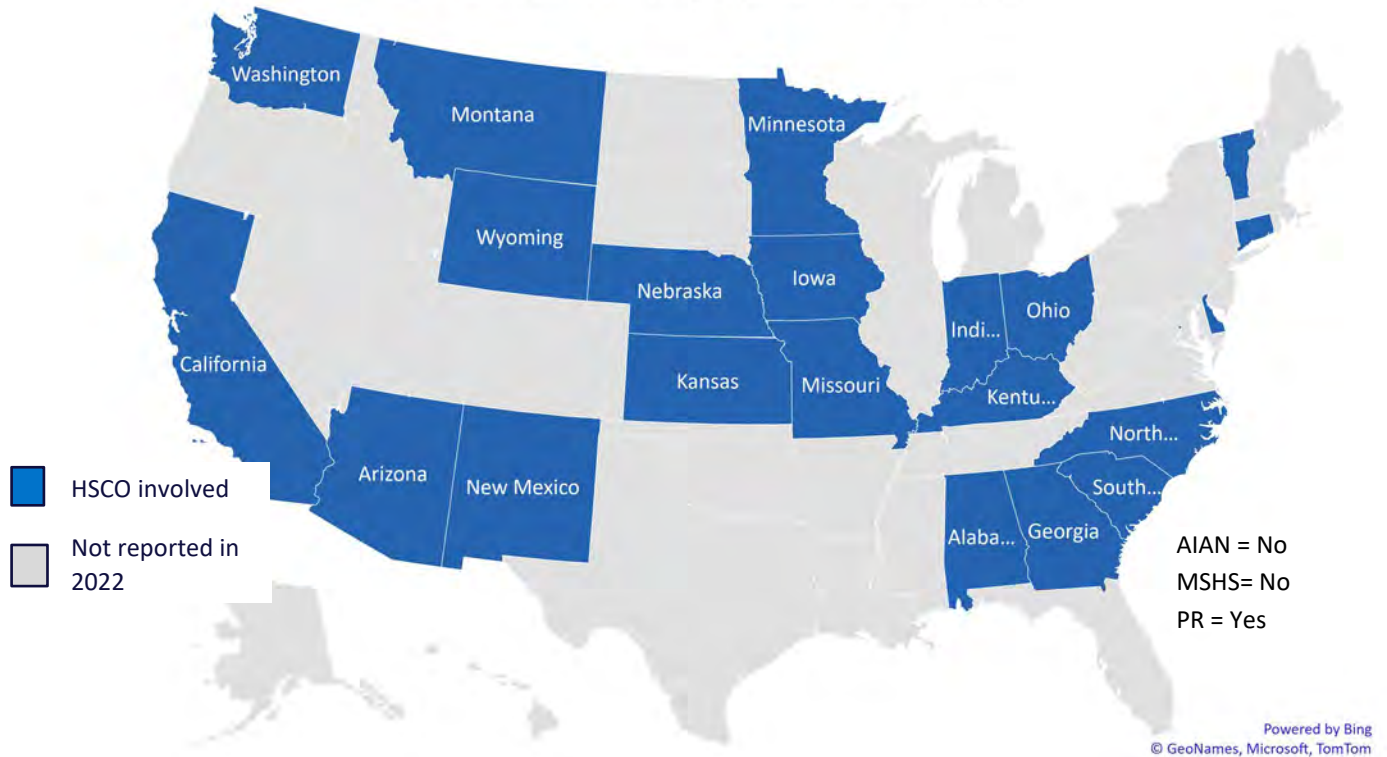 Washington
Montana
Minnesota
Wyoming
Iowa
Nebraska
Ohio
Indi...
California
Kansas
Missouri
Kentu...
North...
Arizona
New Mexico
South...
Alaba...
Georgia
HSCO involved
Not reported in
2022
AIAN = No
MSHS= No
PR = Yes
Powered by Bing
© GeoNames, Microsoft, TomTom